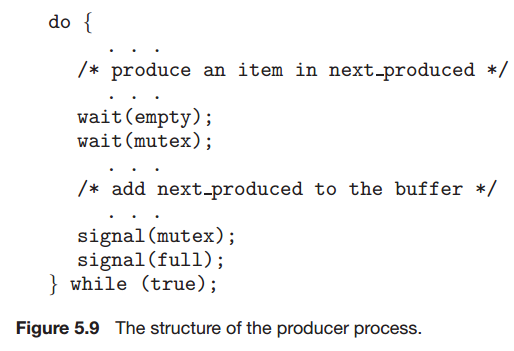 do {
. . .
/* produce an item in next_produced */
. . .
wait(empty);
wait(mutex);
. . .
/* add next_produced to the buffer */
. . .
signal(mutex);
signal(full);
} while (true);
Figure 5.9 The structure of the producer process.